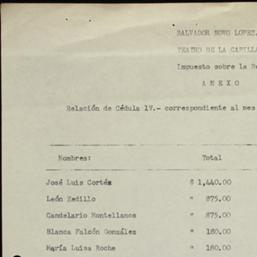 SALVADOR NOVO LOPEZ
TEATRO DE LA CAPILLA
Impuesto sobre la Re
A N E X O
Relación de Cédula IV.- correspondiente al mes
Nombres: Total
José Luis Cortés $ 1,440.00
León Zedillo " 875.00
Candelario Montellanos " 875.00
Blanca Falcón González " 180.00
María Luisa Roche " 180.00